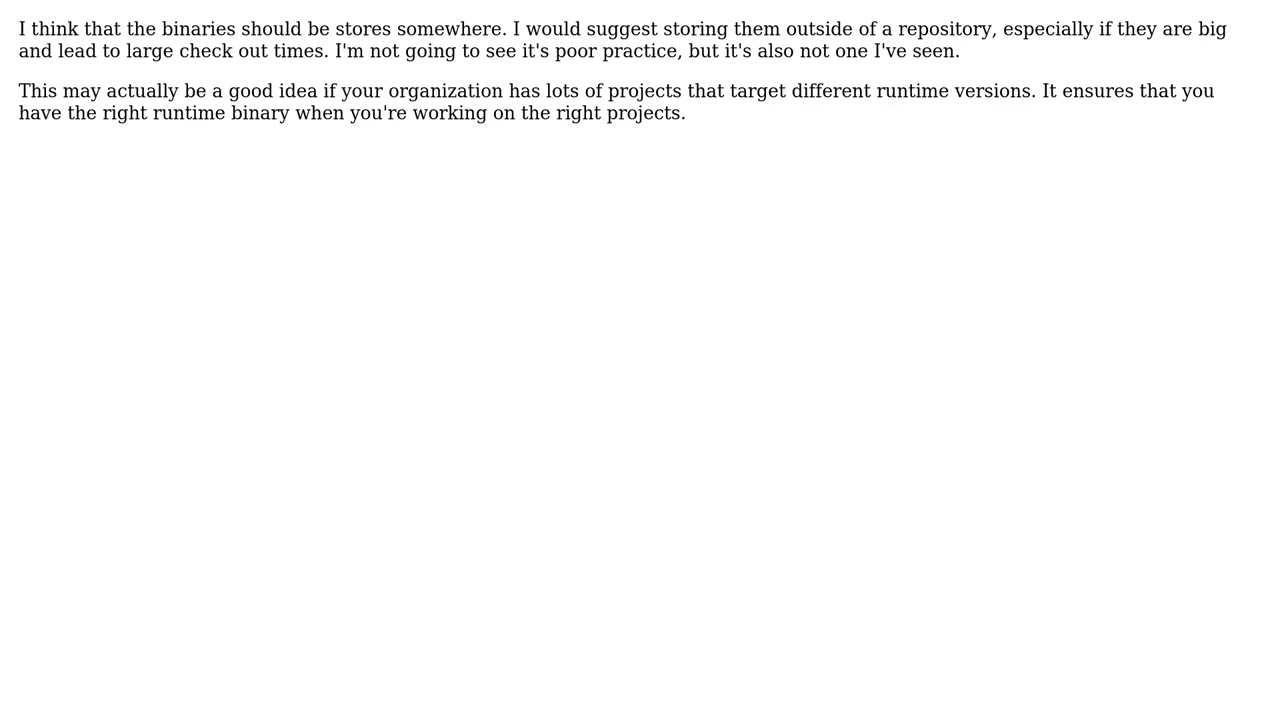 I think that the binaries should be stores somewhere. I would suggest storing them outside of a repository, especially if they are big
and lead to large check out times. I'm not going to see it's poor practice, but it's also not one I've seen.
This may actually be a good idea if your organization has lots of projects that target different runtime versions. It ensures that you
have the right runtime binary when you're working on the right projects.